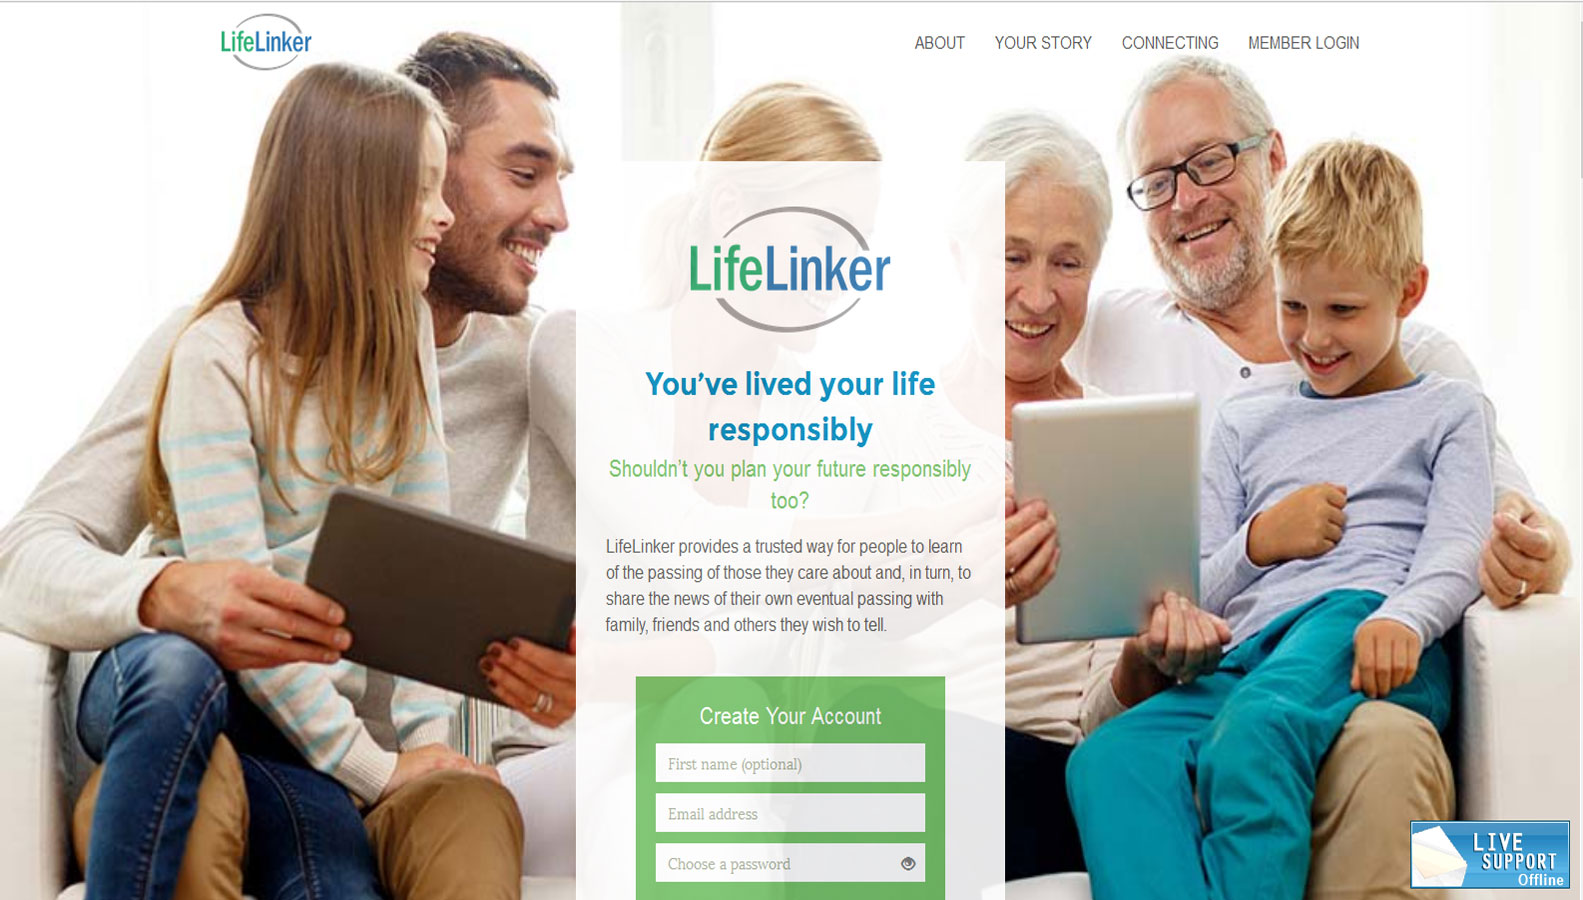 LifeLinker
ABOUT YOUR STORY CONNECTING MEMBER LOGIN
LifeLinker
You've lived your life
responsibly
Shouldn't you plan your future responsibly
too?
LifeLinker provides a trusted way for people to learn
of the passing of those they care about and, in turn, to
share the news of their own eventual passing with
family, friends and others they wish to tell.
Create Your Account
First name (optional)
Email address
Choose a password
LIVE
SUPPORT
Offline